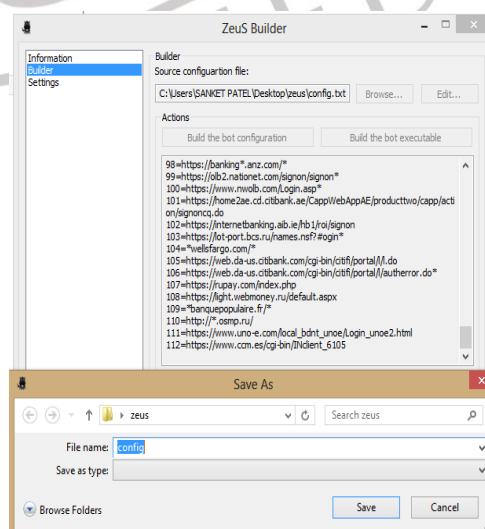 ZeuS Builder
Information
Builder
Settings
Builder
Source configuartion file:
C:\Users\SANKET PATEL\Desktop\zeus\config.txt
Browse...
Edit...
Actions
Build the bot configuration
Build the bot executable
98=https://banking*.anz.com/*
99=https://olb2.nationet.com/signon/signon*
100=https://www.nwolb.com/Login.asp*
101=https://home2ae.cd.citibank.ae/CappWebAppAE/producttwo/capp/acti
on/signoncq.do
102=https://internetbanking.aib.ie/hb1/roi/signon
103=https://lot-port.bcs.ru/names.nsf?#ogin*
104=*wellsfargo.com/*
105=https://web.da-us.citibank.com/cgi-bin/citifi/portal/l/l.do
106=https://web.da-us.citibank.com/cgi-bin/citifi/portal/l/autherror.do*
107=https://rupay.com/index.php
108=https://light.webmoney.ru/default.aspx
109=*banquepopulaire.fr/*
110=http://*.osmp.ru/
111=https://www.uno-e.com/local_bdnt_unoe/Login_unoe2.html
112=https://www.ccm.es/cgi-bin/INclient_6105
Save As
zeus
Search zeus
File name:
config
Save as type:
Browse Folders
Save
Cancel